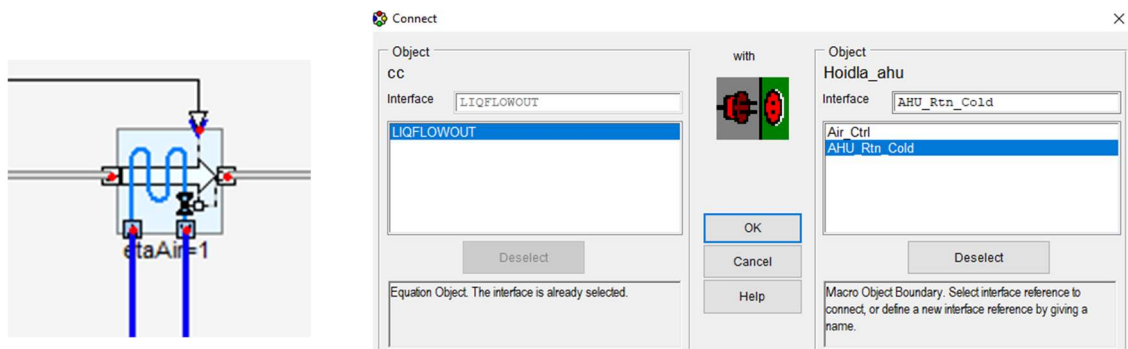 etaAir=1
Connect
Object
cc
Interface
LIQFLOWOUT
LIQFLOWOUT
Deselect
Equation Object. The interface is already selected.
with
OK
Cancel
Help
Object
Hoidla_ahu
Interface
AHU_Rtn_Cold
Air_Ctrl
AHU_Rtn_Cold
Deselect
Macro Object Boundary. Select interface reference to
connect, or define a new interface reference by giving a
name.